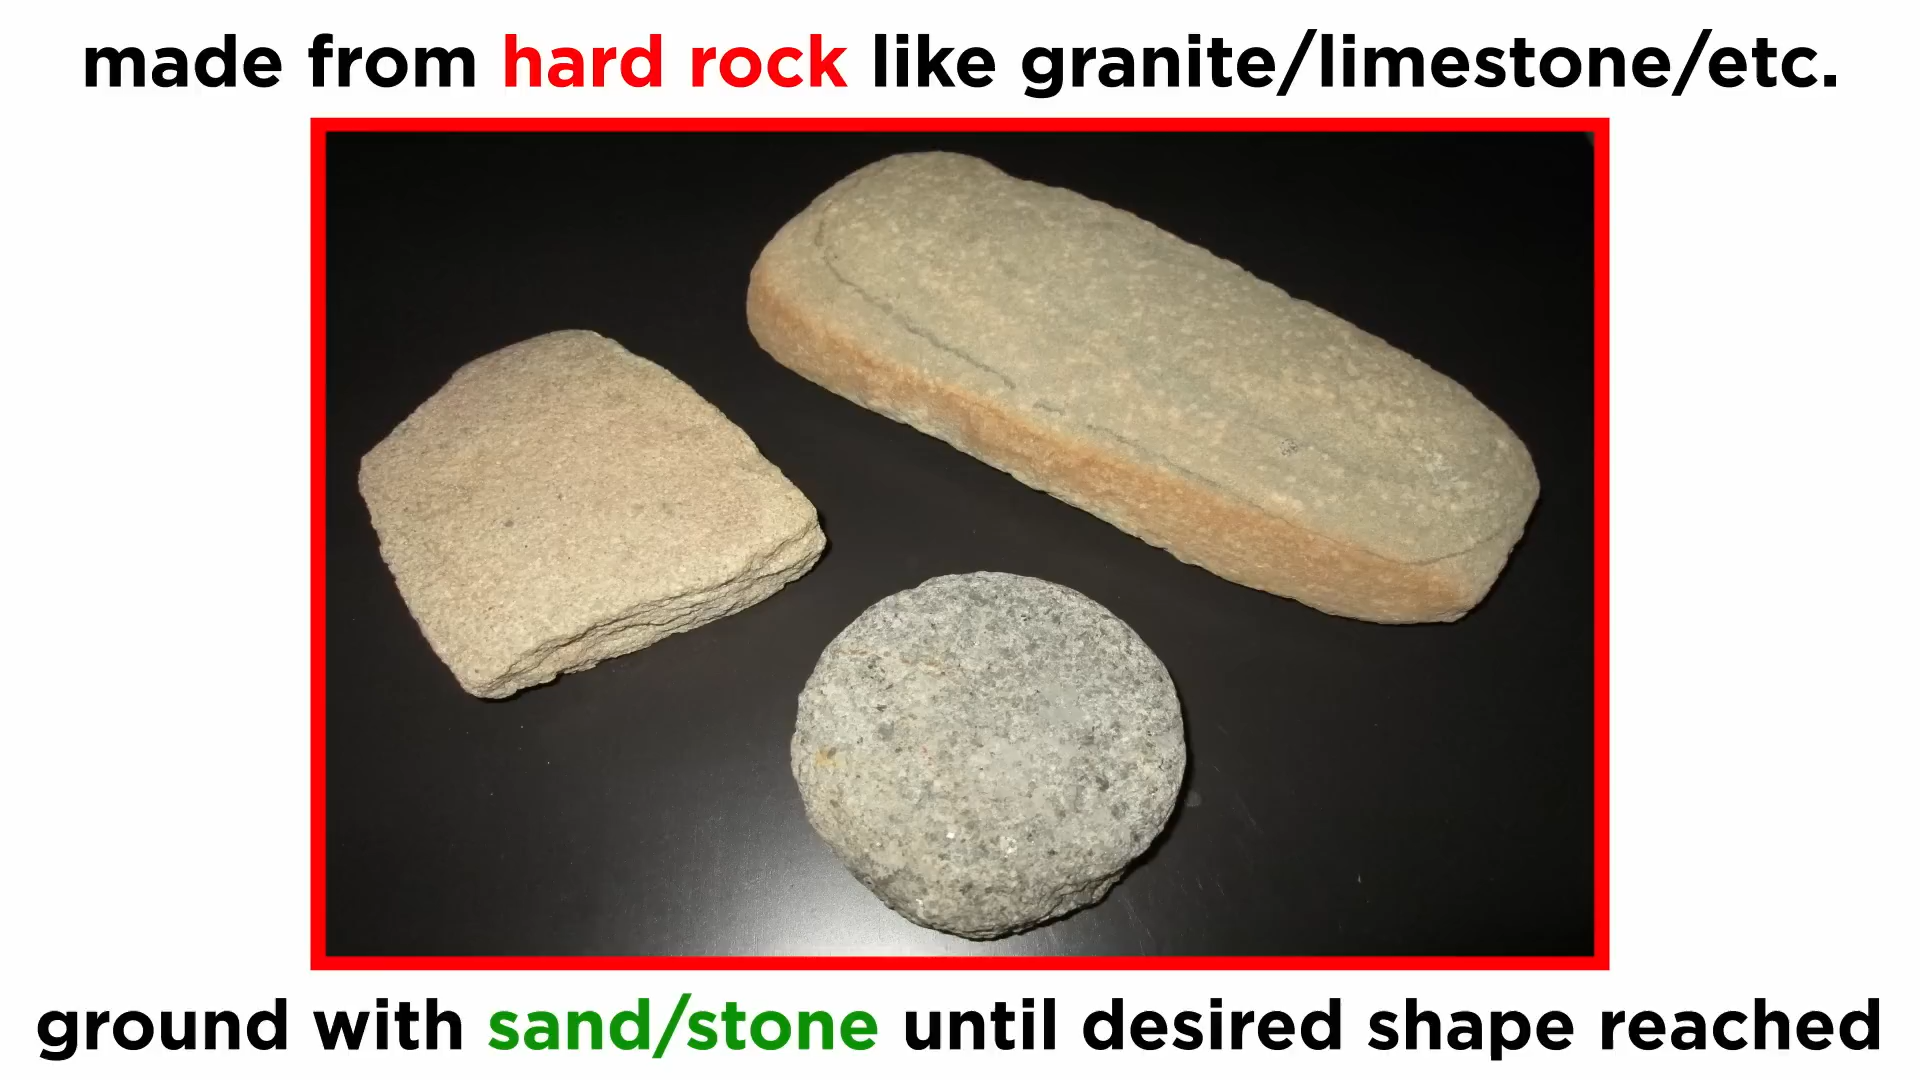 made from hard rock like granite/limestone/etc.
ground with sand/stone until desired shape reached